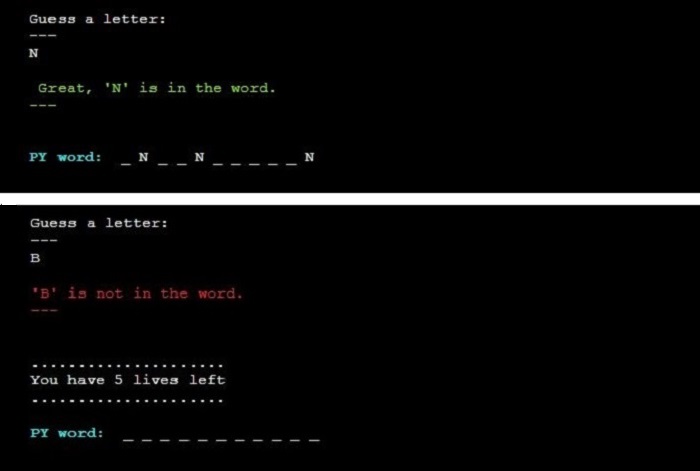 Guess a letter:
---
N
Great, 'N' is in the word.
---
PY word: _ N _ _ N _ _ _ _ _ N
Guess a letter:
---
B
'B' is not in the word.
---
.....................
You have 5 lives left
.....................
PY word: _ _ _ _ _ _ _ _ _ _ _